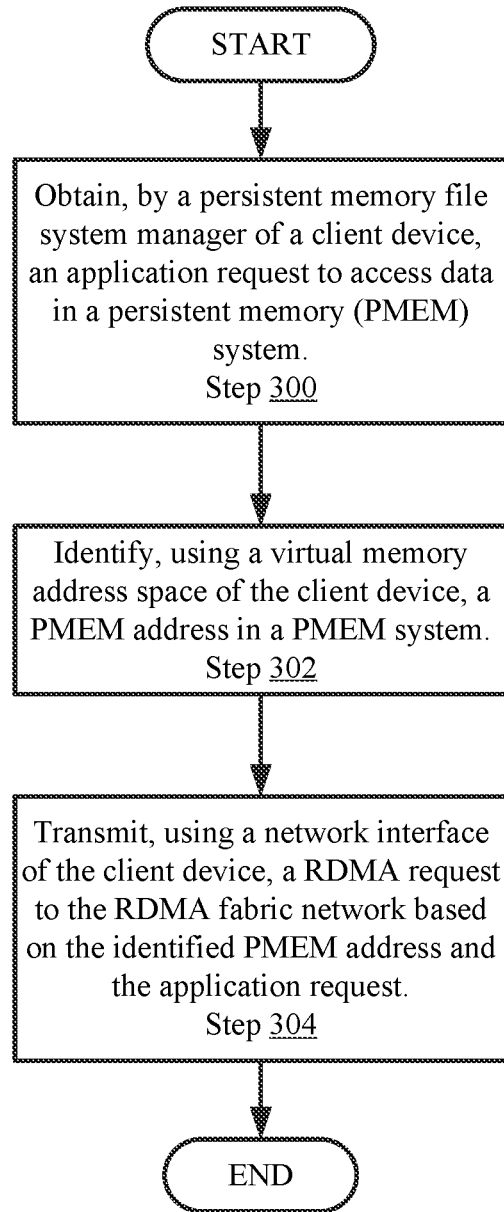 START
Obtain, by a persistent memory file
system manager of a client device,
an application request to access data
in a persistent memory (PMEM)
system.
Step 300
Identify, using a virtual memory
address space of the client device, a
PMEM address in a PMEM system.
Step 302
Transmit, using a network interface
of the client device, a RDMA request
to the RDMA fabric network based
on the identified PMEM address and
the application request.
Step 304
END